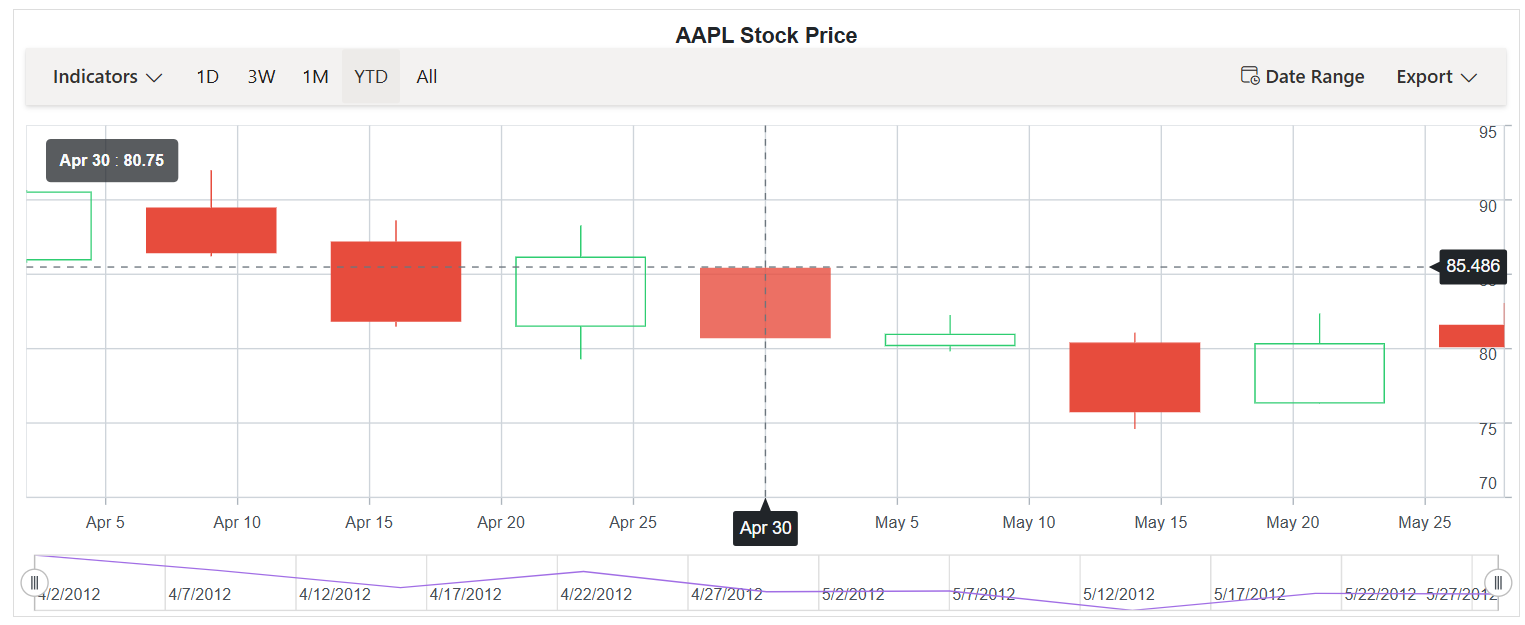 AAPL Stock Price
Indicators 1D 3W 1M YTD All Date Range Export
95
Apr 30 : 80.75
90
85.486
80
75
70
Apr 5 Apr 10 Apr 15 Apr 20 Apr 25 Apr 30 May 5 May 10 May 15 May 20 May 25
4/2/2012 4/7/2012 4/12/2012 4/17/2012 4/22/2012 4/27/2012 5/2/2012 5/7/2012 5/12/2012 5/17/2012 5/22/2012 5/27/2012